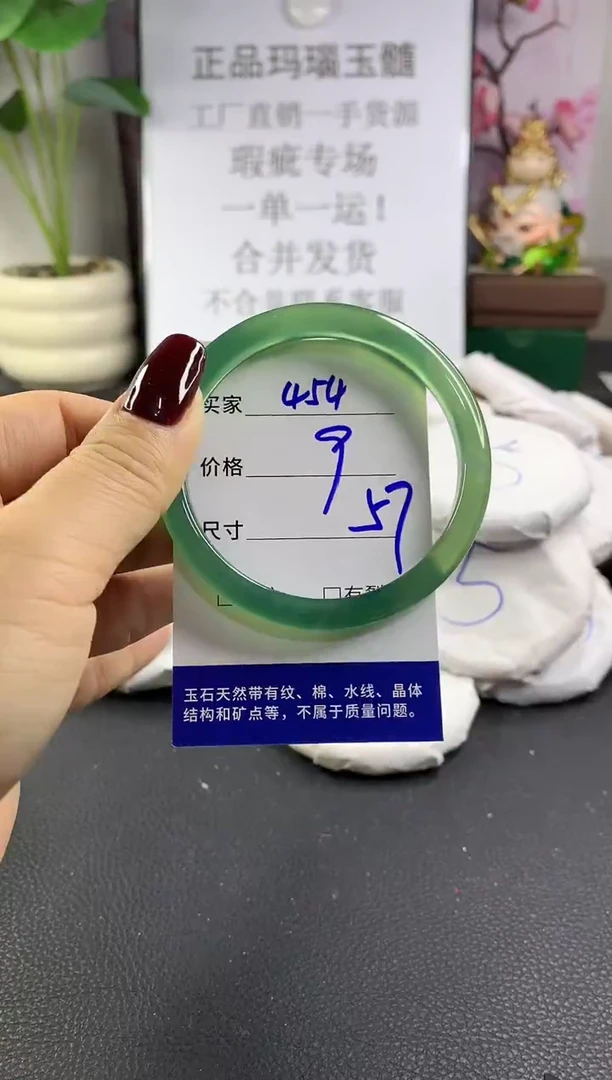 正品玛瑙玉髓
工厂直销一手货源
瑕疵专场
一单一运！
合并发货
买家 454
价格 9
尺寸 57
玉石天然带有纹、棉、水线、晶体
结构和矿点等，不属于质量问题。
5